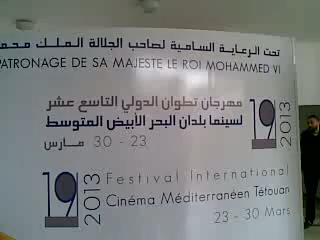 تحت الرعاية السامية لصاحب الجلالة الملك محمد
PATRONAGE DE SA MAJESTE LE ROI MOHAMMED VI
مهرجان تطوان الدولي التاسع عشر
لسينما بلدان البحر الأبيض المتوسط
23 - 30 مارس
19 2013
19 2013
Festival International
Cinéma Méditerranéen Tétouan
23 - 30 Mars